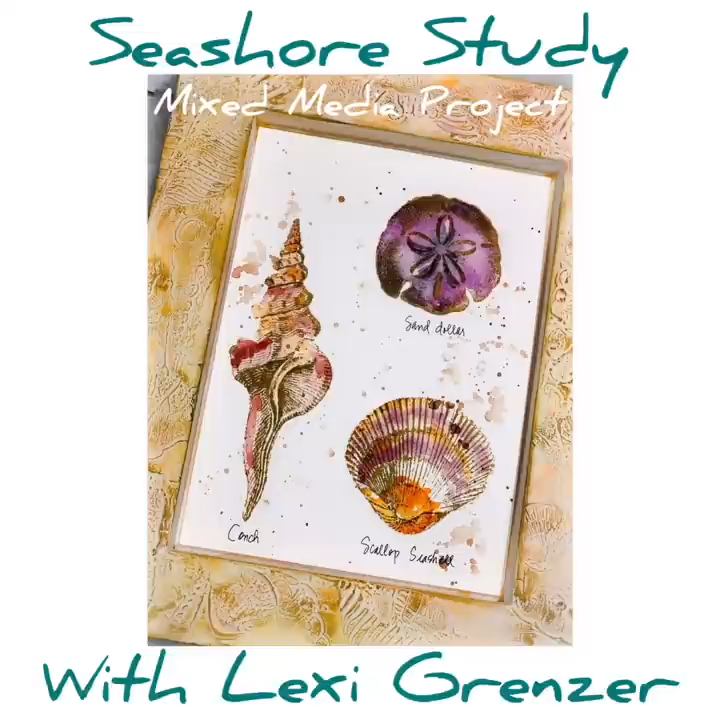 Seashore Study
Mixed Media Project
Sand dollar
Conch
Scallop Seashell
With Lexi Grenzer